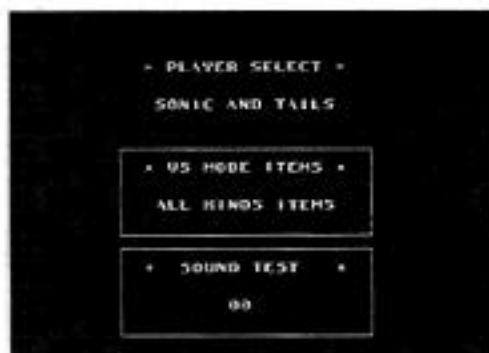 * PLAYER SELECT *
SONIC AND TAILS
* VS MODE ITEMS *
ALL KINDS ITEMS
* SOUND TEST *
00